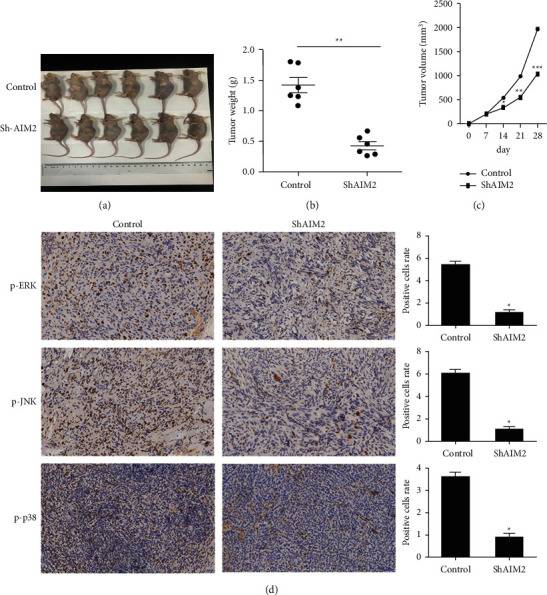 Control
Sh-AIM2
(a)
Tumor weight (g)
2.0
1.5
1.0
0.5
0.0
**
Control
ShAIM2
(b)
Tumor volume (mm³)
2500
2000
1500
1000
500
0
*
**
***
0 7 14 21 28
day
Control
ShAIM2
(c)
Control
ShAIM2
p-ERK
Positive cells rate
8
6
4
2
0
*
Control
ShAIM2
p-JNK
Positive cells rate
8
6
4
2
0
*
Control
ShAIM2
p-p38
Positive cells rate
4
3
2
1
0
*
Control
ShAIM2
(d)